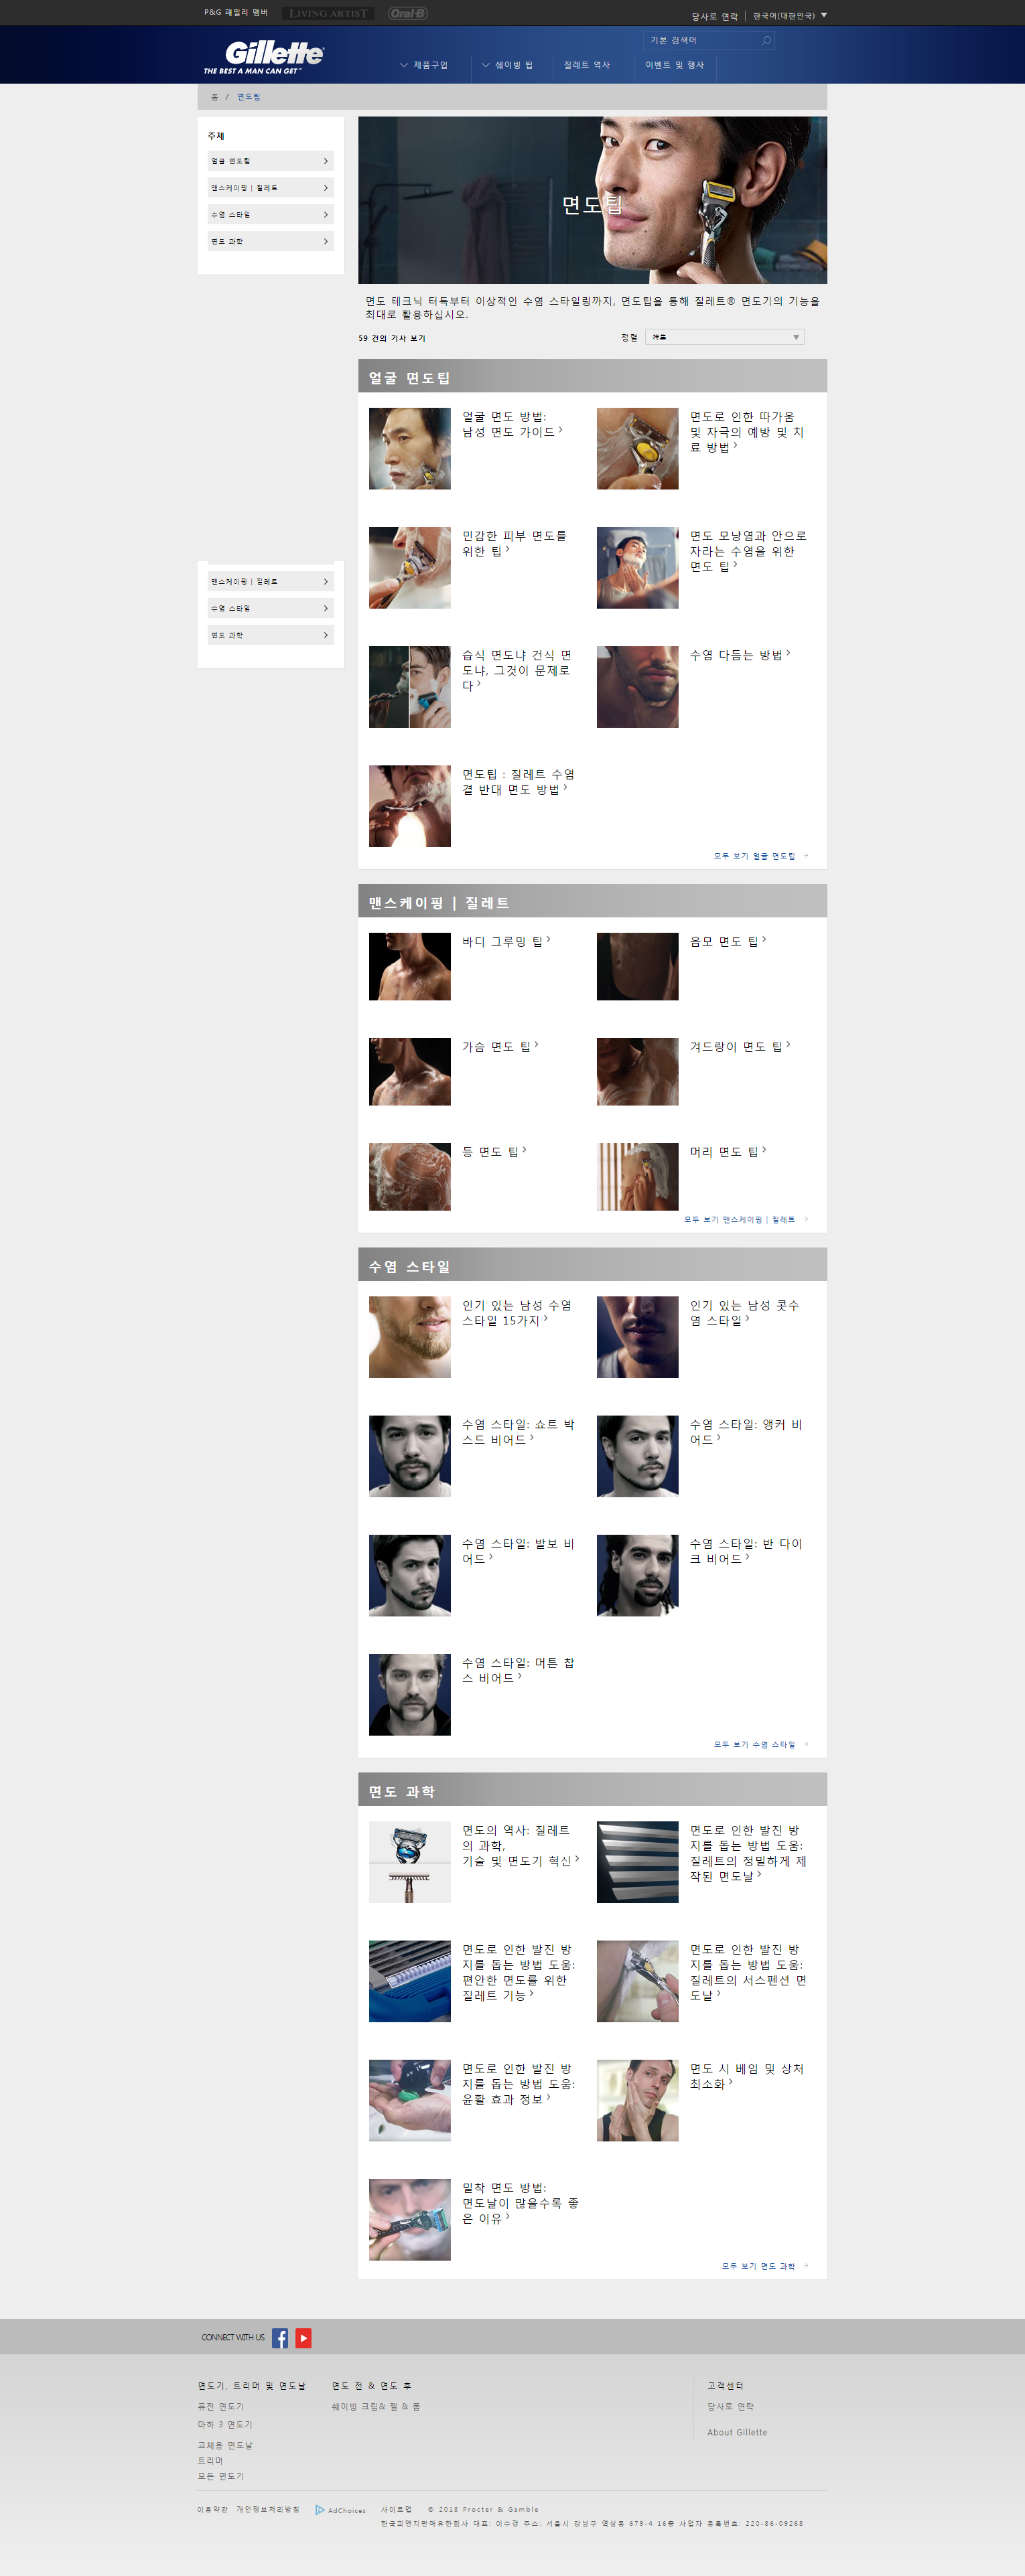 P&G 패밀리 멤버
LIVING ARTIST
Oral-B
당사로 연락
한국어(대한민국)
Gillette
THE BEST A MAN CAN GET™
기본 검색어
제품구입
쉐이빙 팁
질레트 역사
이벤트 및 행사
홈 / 면도팁
주제
얼굴 면도팁
맨스케이핑 | 질레트
수염 스타일
면도 과학
면도팁
면도 테크닉 터득부터 이상적인 수염 스타일링까지, 면도팁을 통해 질레트® 면도기의 기능을
최대로 활용하십시오.
59 건의 기사 보기
정렬
特集
얼굴 면도팁
얼굴 면도 방법:
남성 면도 가이드
면도로 인한 따가움
및 자극의 예방 및 치
료 방법
민감한 피부 면도를
위한 팁
면도 모낭염과 안으로
자라는 수염을 위한
면도 팁
맨스케이핑 | 질레트
수염 스타일
면도 과학
습식 면도냐 건식 면
도냐, 그것이 문제로
다
수염 다듬는 방법
면도팁 : 질레트 수염
결 반대 면도 방법
모두 보기 얼굴 면도팁
맨스케이핑 | 질레트
바디 그루밍 팁
음모 면도 팁
가슴 면도 팁
겨드랑이 면도 팁
등 면도 팁
머리 면도 팁
모두 보기 맨스케이핑 | 질레트
수염 스타일
인기 있는 남성 수염
스타일 15가지
인기 있는 남성 콧수
염 스타일
수염 스타일: 쇼트 박
스드 비어드
수염 스타일: 앵커 비
어드
수염 스타일: 발보 비
어드
수염 스타일: 반 다이
크 비어드
수염 스타일: 머튼 찹
스 비어드
모두 보기 수염 스타일
면도 과학
면도의 역사: 질레트
의 과학,
기술 및 면도기 혁신
면도로 인한 발진 방
지를 돕는 방법 도움:
질레트의 정밀하게 제
작된 면도날
면도로 인한 발진 방
지를 돕는 방법 도움:
편안한 면도를 위한
질레트 기능
면도로 인한 발진 방
지를 돕는 방법 도움:
질레트의 서스펜션 면
도날
면도로 인한 발진 방
지를 돕는 방법 도움:
윤활 효과 정보
면도 시 베임 및 상처
최소화
밀착 면도 방법:
면도날이 많을수록 좋
은 이유
모두 보기 면도 과학
CONNECT WITH US
면도기, 트리머 및 면도날
퓨전 면도기
마하 3 면도기
교체용 면도날
트리머
모든 면도기
면도 전 & 면도 후
쉐이빙 크림& 젤 & 폼
고객센터
당사로 연락
About Gillette
이용약관 개인정보처리방침 AdChoices 사이트맵 © 2018 Procter & Gamble
한국피앤지판매유한회사 대표: 이수경 주소: 서울시 강남구 역삼동 679-4 16층 사업자 등록번호: 220-86-09268